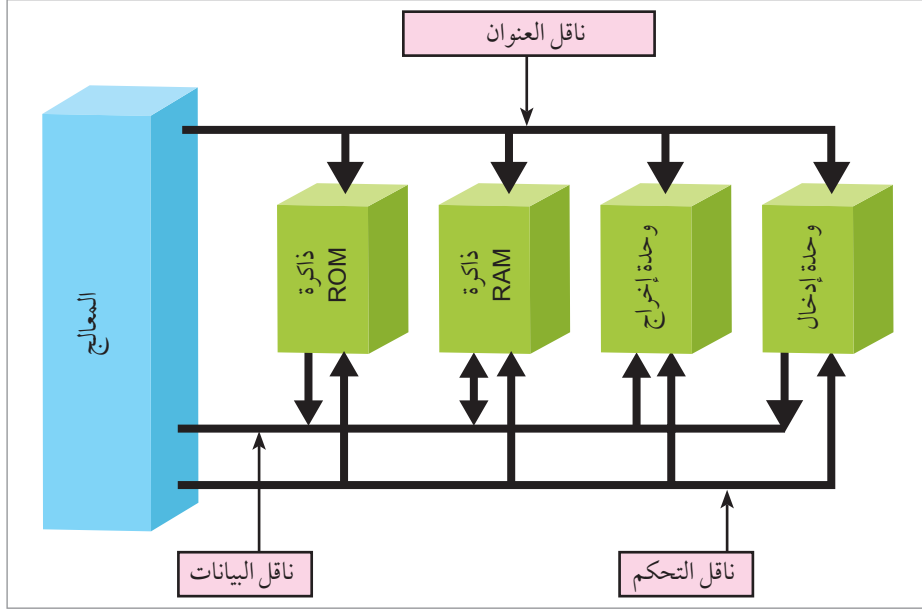 ناقل العنوان
المعالج
ذاكرة
ROM
ذاكرة
RAM
وحدة إخراج
وحدة إدخال
ناقل البيانات
ناقل التحكم